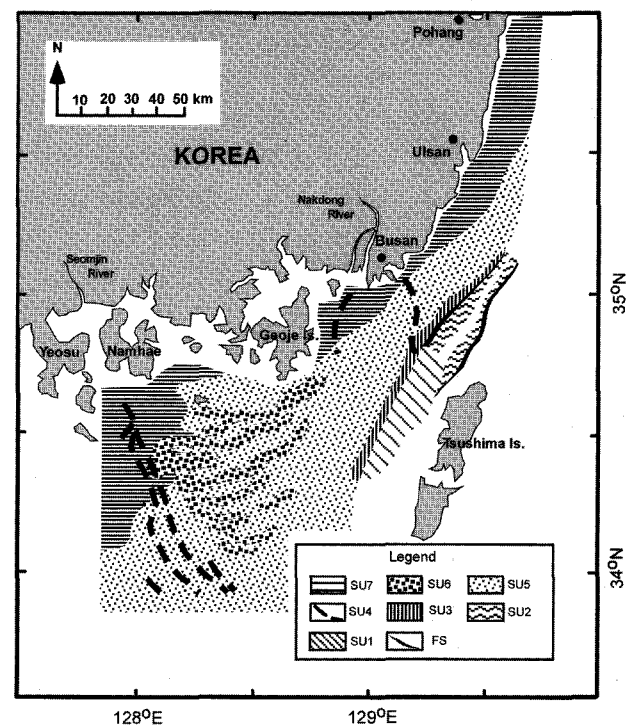 Pohang
N
10 20 30 40 50 km
KOREA
Ulsan
Nakdong
River
Busan
Seomjin
River
35°N
Geoje Is.
Yeosu
Namhae
Tsushima Is.
Legend
SU7 SU6 SU5
SU4 SU3 SU2
SU1 FS
34°N
128°E 129°E